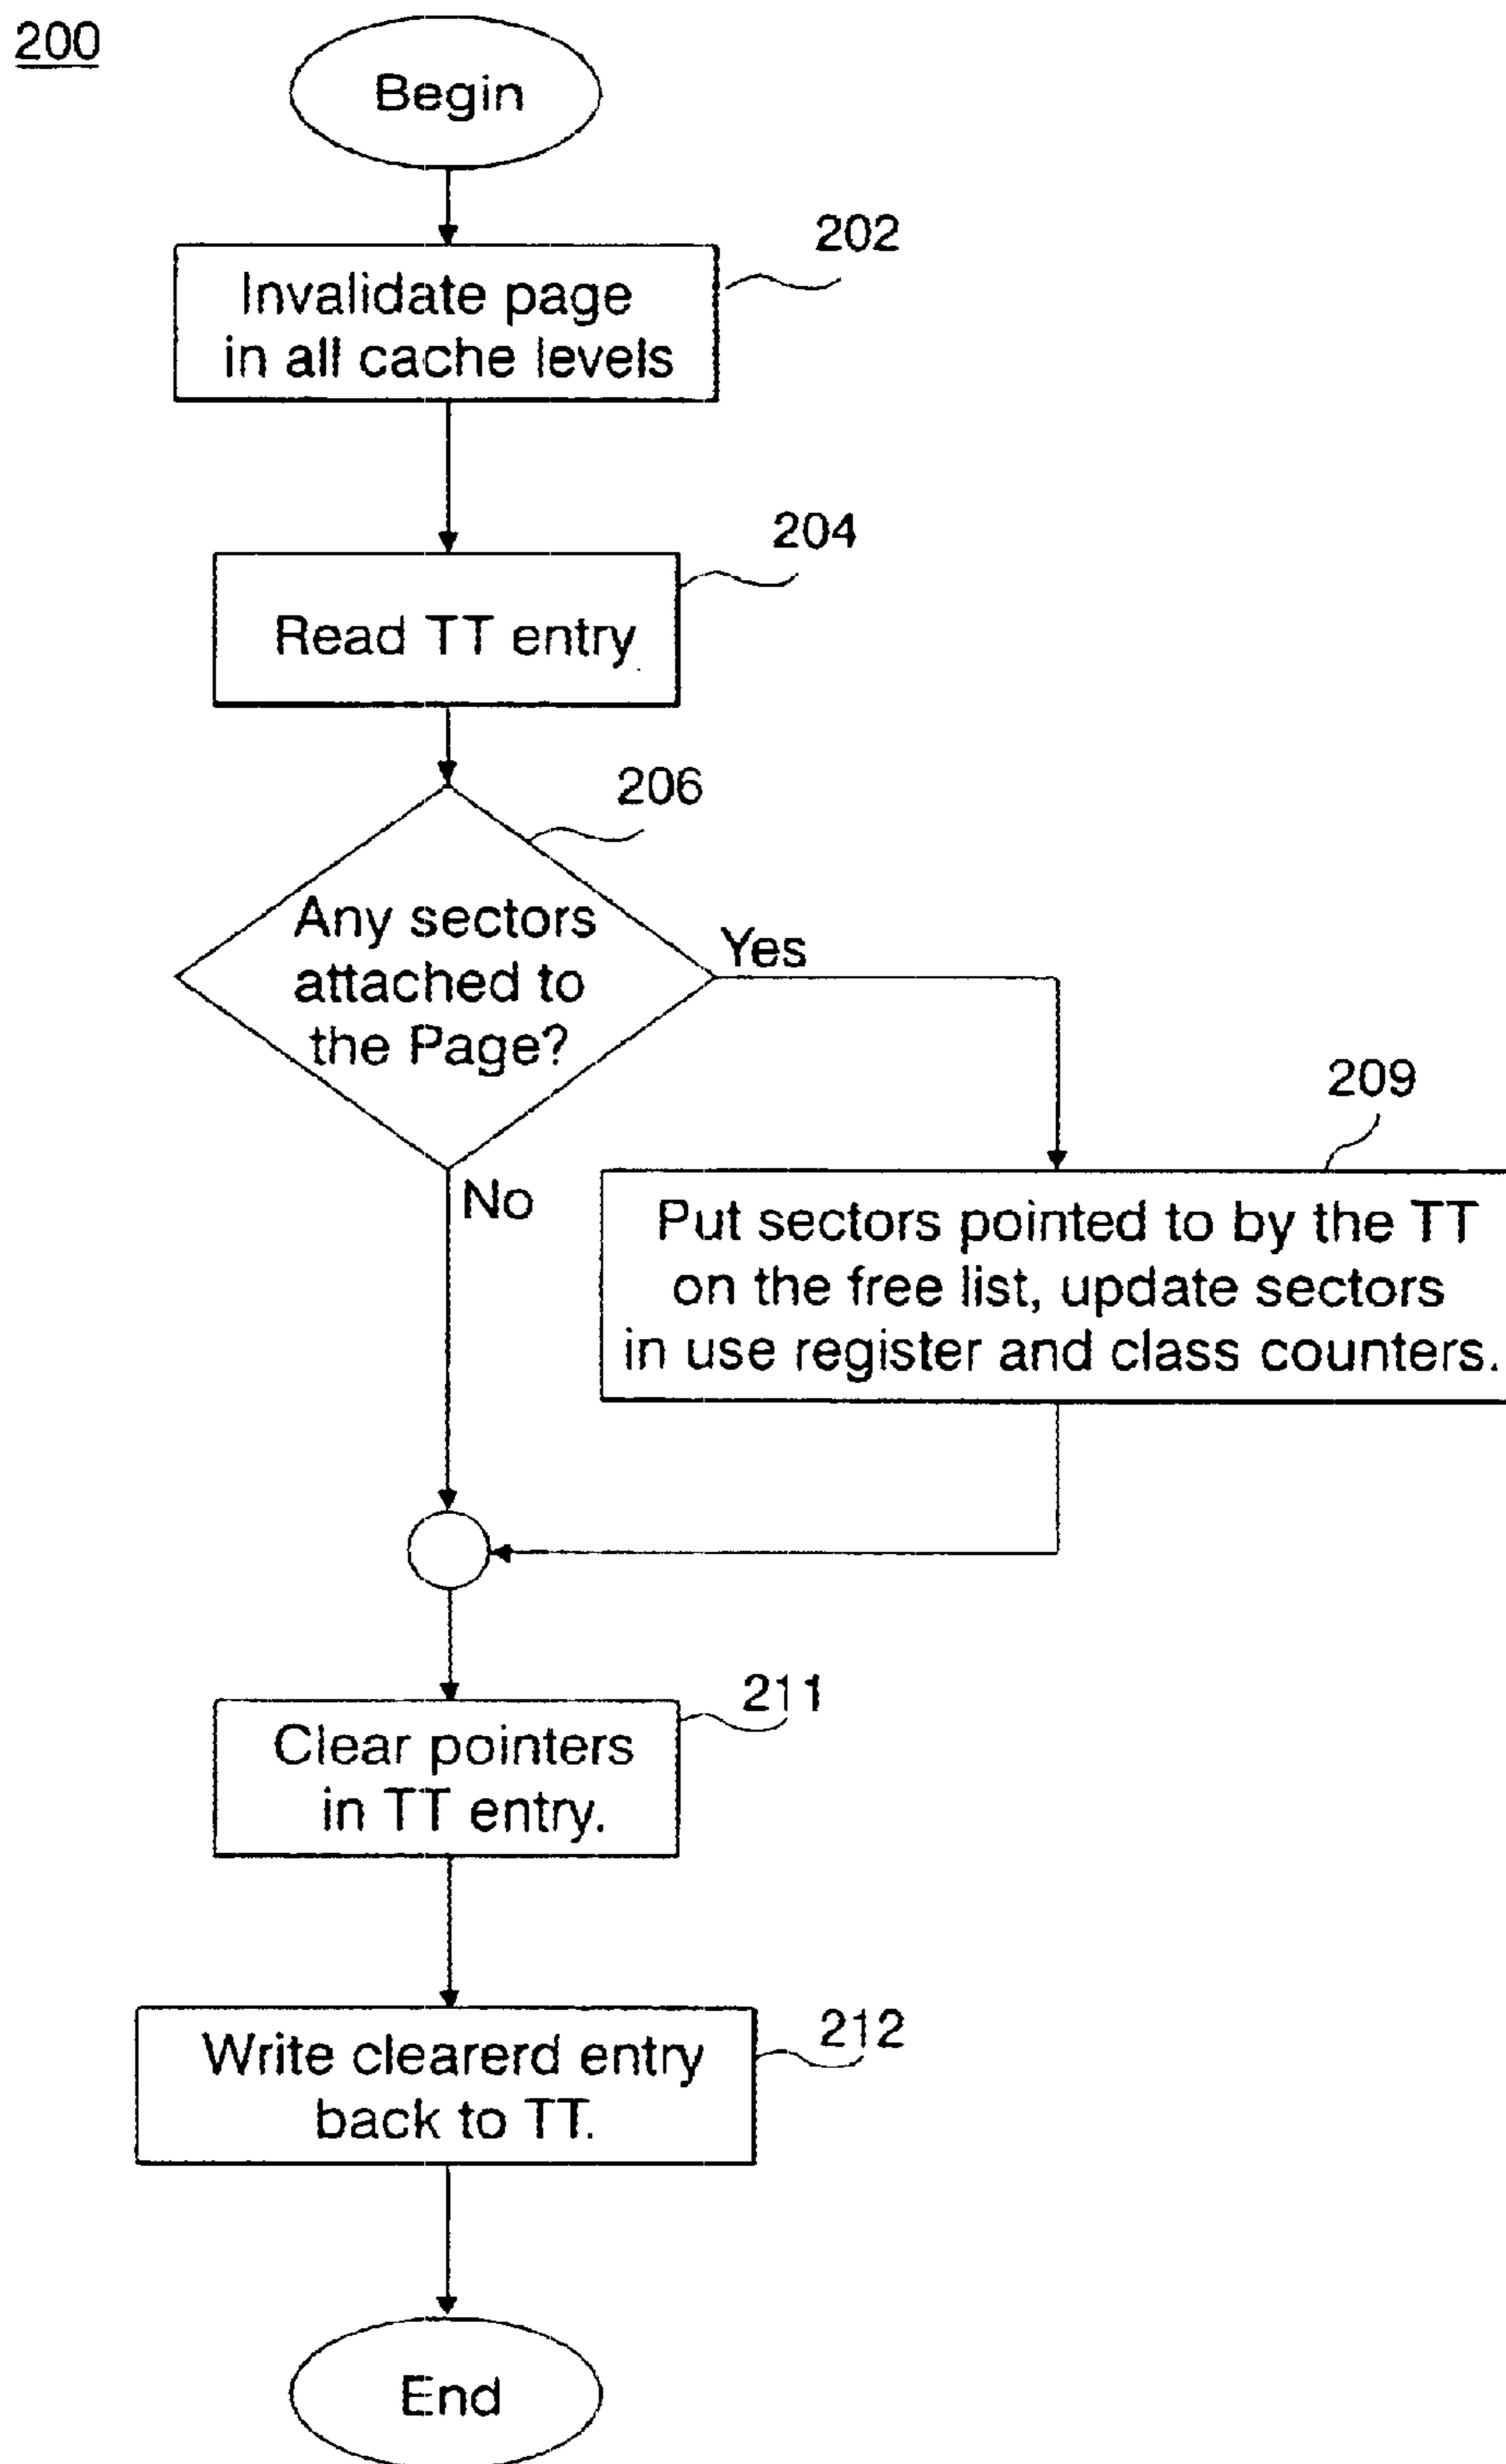 200
Begin
202
Invalidate page
in all cache levels
204
Read TT entry
206
Any sectors
attached to
the Page?
Yes
No
209
Put sectors pointed to by the TT
on the free list, update sectors
in use register and class counters.
211
Clear pointers
in TT entry.
212
Write clearerd entry
back to TT.
End